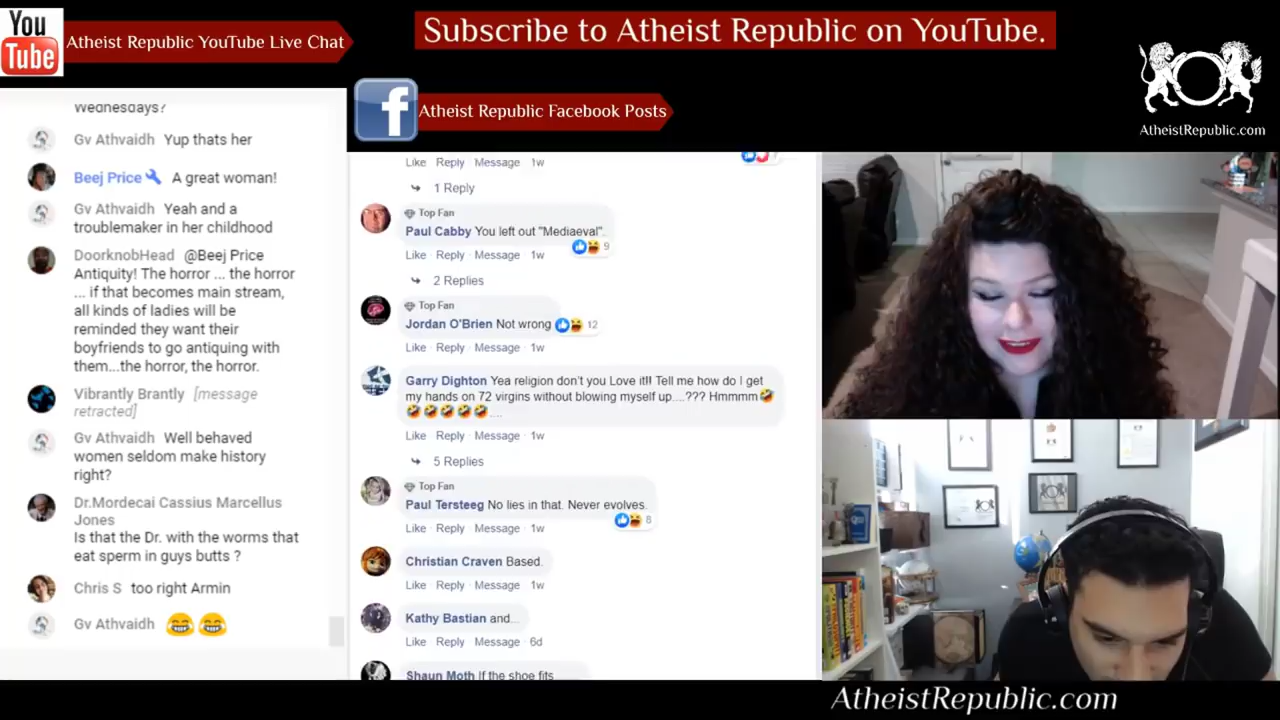 You
Tube
Atheist Republic YouTube Live Chat
Subscribe to Atheist Republic on YouTube.
Atheist Republic Facebook Posts
AtheistRepublic.com
wednesdays?
Gv Athvaidh Yup thats her
Beej Price A great woman!
Gv Athvaidh Yeah and a
troublemaker in her childhood
DoorknobHead @Beej Price
Antiquity! The horror ... the horror
... if that becomes main stream,
all kinds of ladies will be
reminded they want their
boyfriends to go antiquing with
them...the horror, the horror.
Vibrantly Brantly [message
retracted]
Gv Athvaidh Well behaved
women seldom make history
right?
Dr.Mordecai Cassius Marcellus
Jones
Is that the Dr. with the worms that
eat sperm in guys butts ?
Chris S too right Armin
Gv Athvaidh 😂😂
Like Reply Message 1w
1 Reply
Top Fan
Paul Cabby You left out "Mediaeval".
9
Like Reply Message 1w
2 Replies
Top Fan
Jordan O'Brien Not wrong 12
Like Reply Message 1w
Garry Dighton Yea religion don't you Love it!! Tell me how do I get
my hands on 72 virgins without blowing myself up....??? Hmmmm🤣
🤣🤣🤣🤣🤣....
Like Reply Message 1w
5 Replies
Top Fan
Paul Tersteeg No lies in that. Never evolves.
8
Like Reply Message 1w
Christian Craven Based.
Like Reply Message 1w
Kathy Bastian and...
Like Reply Message 6d
Shaun Moth If the shoe fits
AtheistRepublic.com